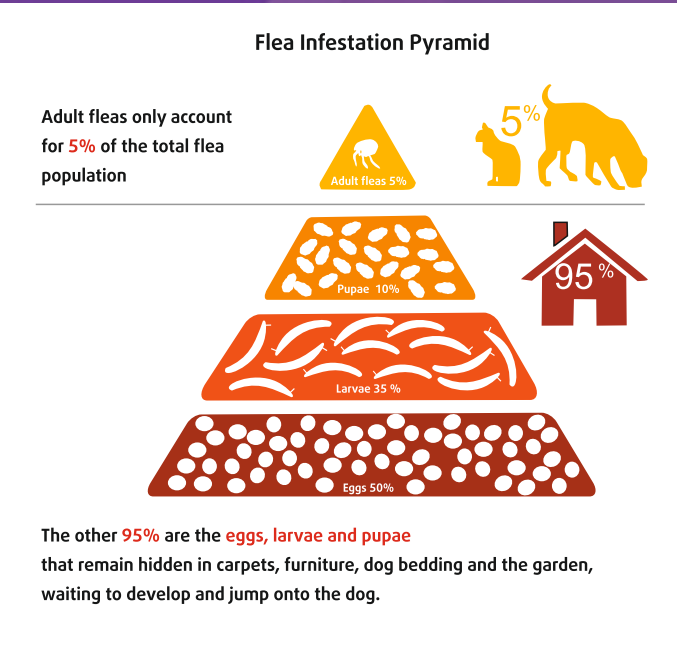 Flea Infestation Pyramid
Adult fleas only account
for 5% of the total flea
population
5%
Adult fleas 5%
95 %
Pupae 10%
Larvae 35 %
Eggs 50%
The other 95% are the eggs, larvae and pupae
that remain hidden in carpets, furniture, dog bedding and the garden,
waiting to develop and jump onto the dog.